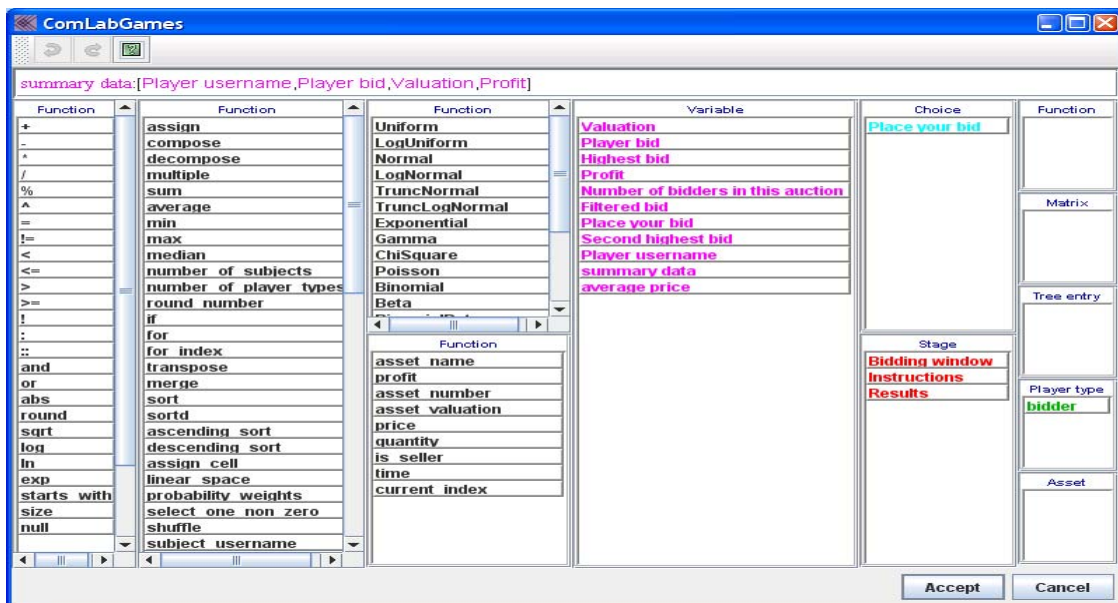 ComLabGames
summary data:[Player username,Player bid,Valuation,Profit]
Function
+
-
*
/
%
^
=
!=
<
<=
>
>=
!
:
::
and
or
abs
round
sqrt
log
ln
exp
starts with
size
null
Function
assign
compose
decompose
multiple
sum
average
min
max
median
number of subjects
number of player types
round number
if
for
for index
transpose
merge
sort
sortd
ascending sort
descending sort
assign cell
linear space
probability weights
select one non zero
shuffle
subject username
Function
Uniform
LogUniform
Normal
LogNormal
TruncNormal
TruncLogNormal
Exponential
Gamma
ChiSquare
Poisson
Binomial
Beta
Function
asset name
profit
asset number
asset valuation
price
quantity
is seller
time
current index
Variable
Valuation
Player bid
Highest bid
Profit
Number of bidders in this auction
Filtered bid
Place your bid
Second highest bid
Player username
summary data
average price
Choice
Place your bid
Stage
Bidding window
Instructions
Results
Function
Matrix
Tree entry
Player type
bidder
Asset
Accept
Cancel